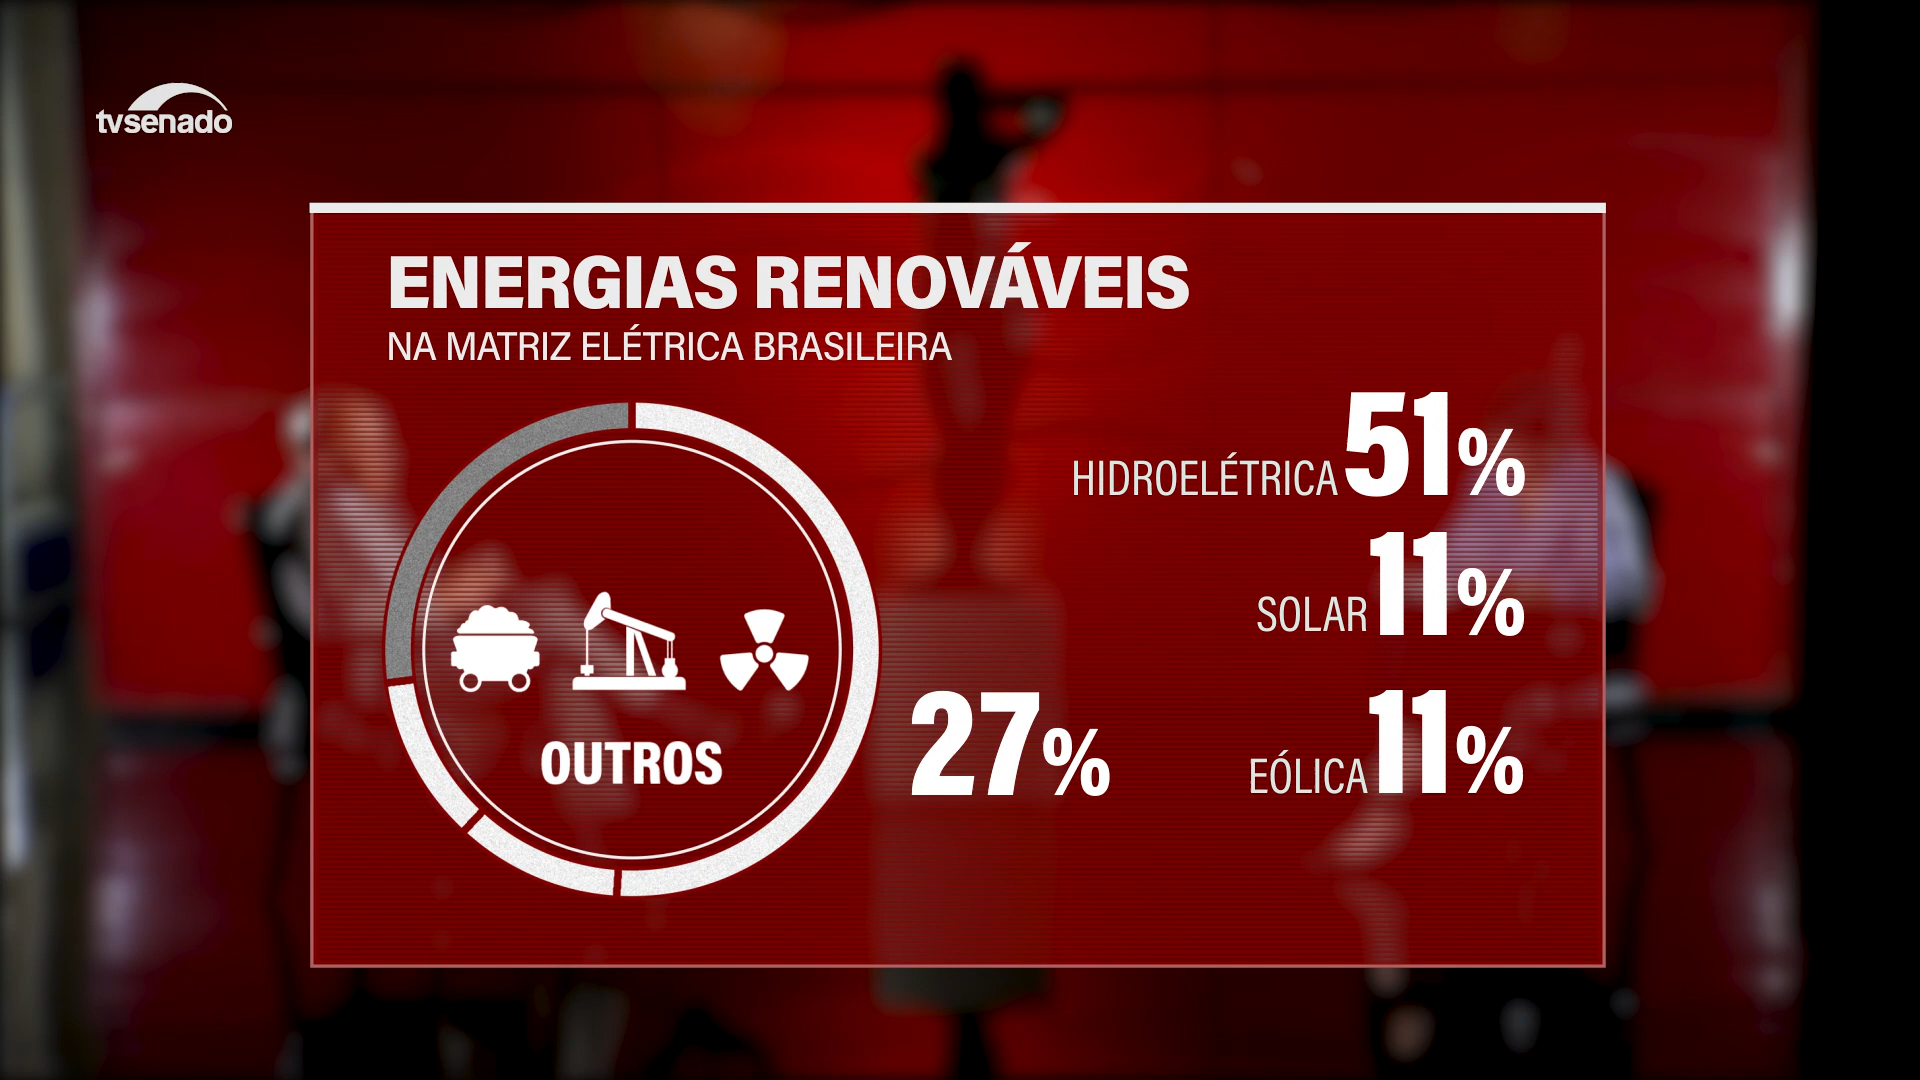 tvsenado
ENERGIAS RENOVÁVEIS
NA MATRIZ ELÉTRICA BRASILEIRA
HIDROELÉTRICA 51%
SOLAR 11%
EÓLICA 11%
OUTROS
27%